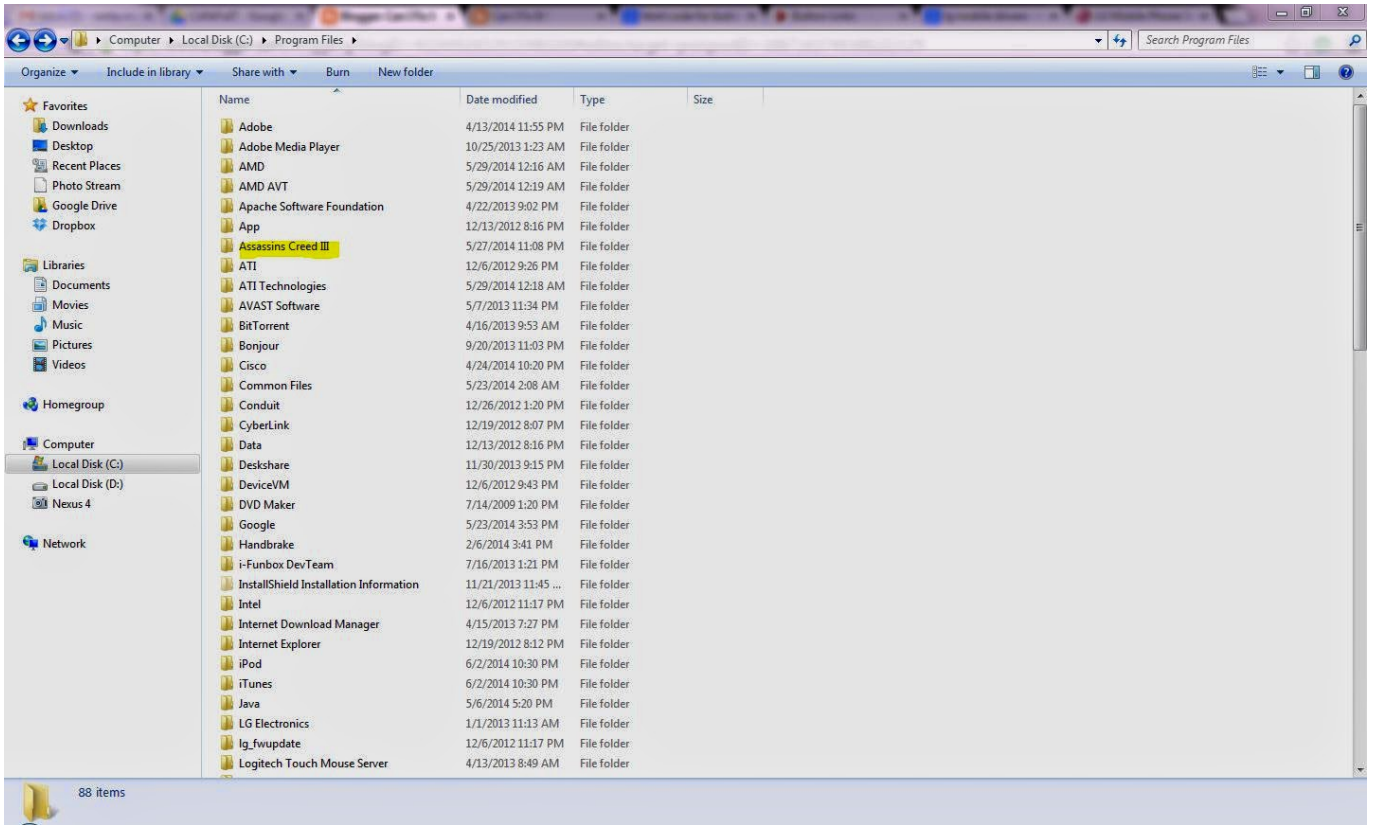 Computer ▸ Local Disk (C:) ▸ Program Files ▸
Search Program Files
Organize Include in library Share with Burn New folder
Favorites
Downloads
Desktop
Recent Places
Photo Stream
Google Drive
Dropbox
Libraries
Documents
Movies
Music
Pictures
Videos
Homegroup
Computer
Local Disk (C:)
Local Disk (D:)
Nexus 4
Network
Name Date modified Type Size
Adobe 4/13/2014 11:55 PM File folder
Adobe Media Player 10/25/2013 1:23 AM File folder
AMD 5/29/2014 12:16 AM File folder
AMD AVT 5/29/2014 12:19 AM File folder
Apache Software Foundation 4/22/2013 9:02 PM File folder
App 12/13/2012 8:16 PM File folder
Assassins Creed III 5/27/2014 11:08 PM File folder
ATI 12/6/2012 9:26 PM File folder
ATI Technologies 5/29/2014 12:18 AM File folder
AVAST Software 5/7/2013 11:34 PM File folder
BitTorrent 4/16/2013 9:53 AM File folder
Bonjour 9/20/2013 11:03 PM File folder
Cisco 4/24/2014 10:20 PM File folder
Common Files 5/23/2014 2:08 AM File folder
Conduit 12/26/2012 1:20 PM File folder
CyberLink 12/19/2012 8:07 PM File folder
Data 12/13/2012 8:16 PM File folder
Deskshare 11/30/2013 9:15 PM File folder
DeviceVM 12/6/2012 9:43 PM File folder
DVD Maker 7/14/2009 1:20 PM File folder
Google 5/23/2014 3:53 PM File folder
Handbrake 2/6/2014 3:41 PM File folder
i-Funbox DevTeam 7/16/2013 1:21 PM File folder
InstallShield Installation Information 11/21/2013 11:45 ... File folder
Intel 12/6/2012 11:17 PM File folder
Internet Download Manager 4/15/2013 7:27 PM File folder
Internet Explorer 12/19/2012 8:12 PM File folder
iPod 6/2/2014 10:30 PM File folder
iTunes 6/2/2014 10:30 PM File folder
Java 5/6/2014 5:20 PM File folder
LG Electronics 1/1/2013 11:13 AM File folder
lg_fwupdate 12/6/2012 11:17 PM File folder
Logitech Touch Mouse Server 4/13/2013 8:49 AM File folder
88 items